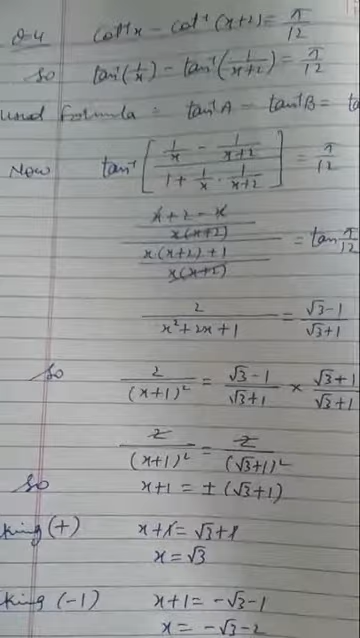 Q-4 cot⁻¹x - cot⁻¹(x+2) = π/12
So tan⁻¹(1/x) - tan⁻¹(1/(x+2)) = π/12
Formula = tan⁻¹A - tan⁻¹B =
Now tan⁻¹[(1/x - 1/(x+2))/(1 + 1/x · 1/(x+2))] = π/12
((x+2-x)/(x(x+2)))/((x(x+2)+1)/(x(x+2))) = tan π/12
2/(x²+2x+1) = (√3-1)/(√3+1)
So 2/(x+1)² = (√3-1)/(√3+1) × (√3+1)/(√3+1)
2/(x+1)² = 2/(√3+1)²
So x+1 = ±(√3+1)
king (+) x+1 = √3+1
x = √3
king (-1) x+1 = -√3-1
x = -√3-2